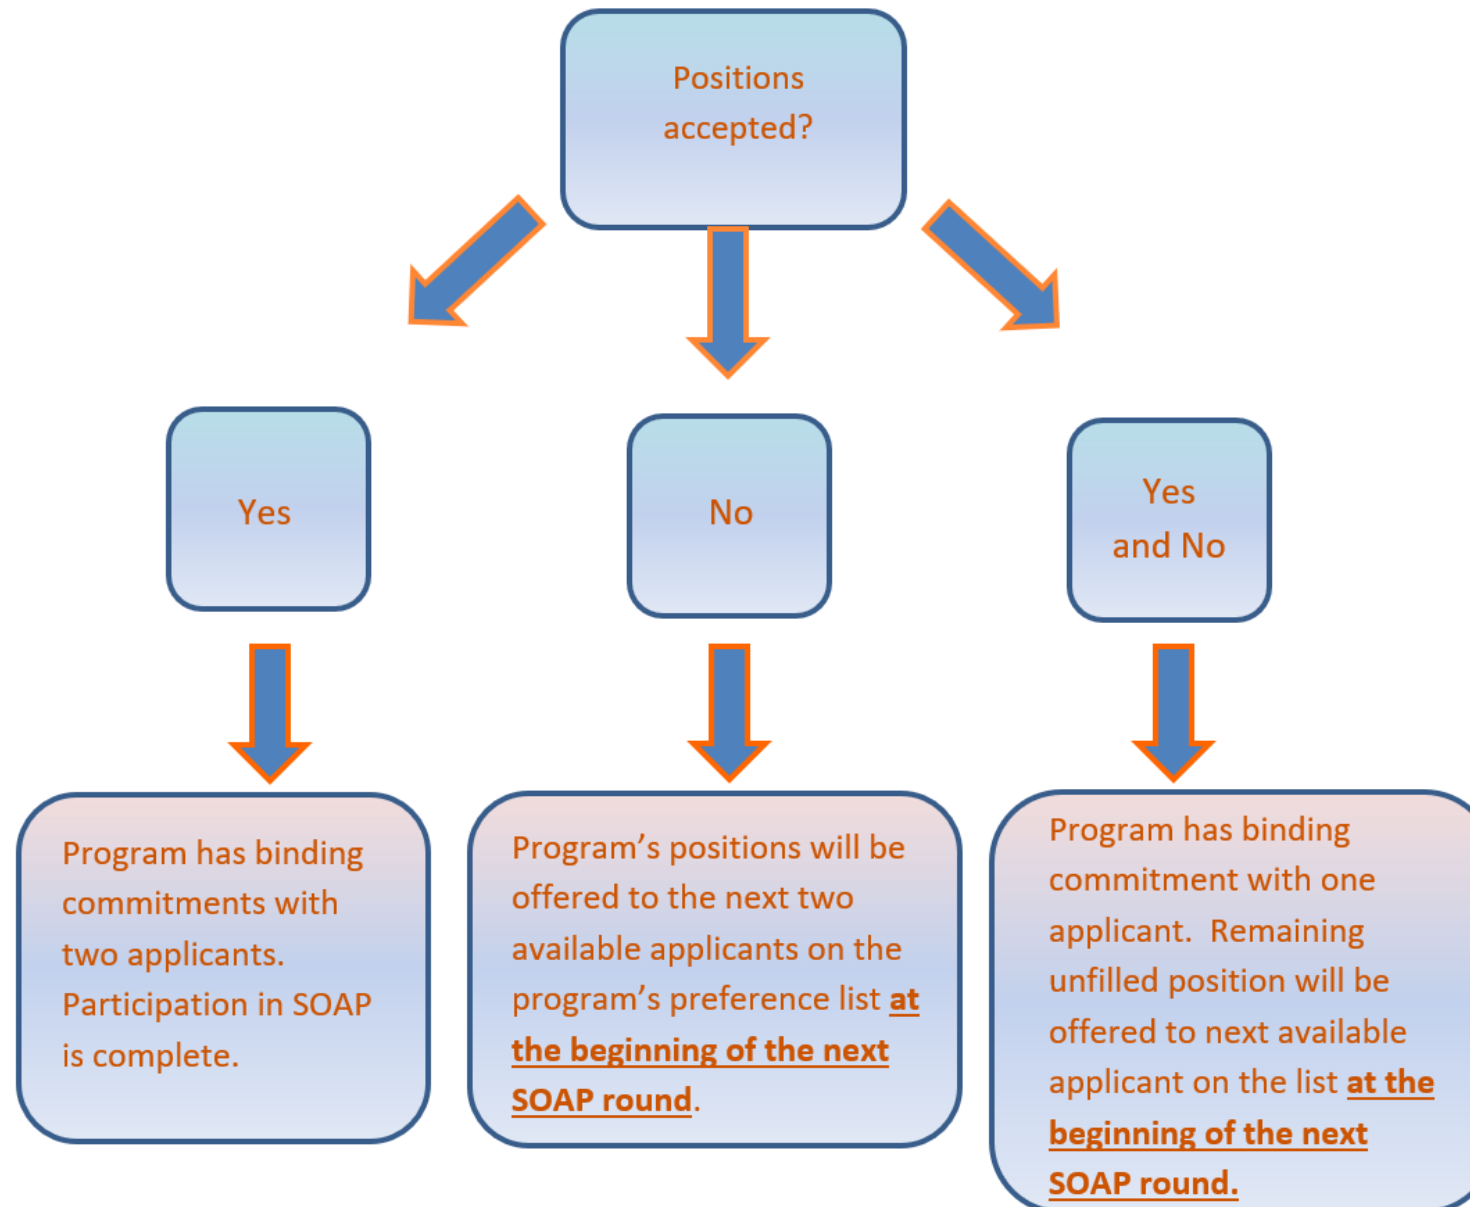 Positions
accepted?
Yes
No
Yes
and No
Program has binding
commitments with
two applicants.
Participation in SOAP
is complete.
Program’s positions will be
offered to the next two
available applicants on the
program’s preference list at
the beginning of the next
SOAP round.
Program has binding
commitment with one
applicant.  Remaining
unfilled position will be
offered to next available
applicant on the list at the
beginning of the next
SOAP round.